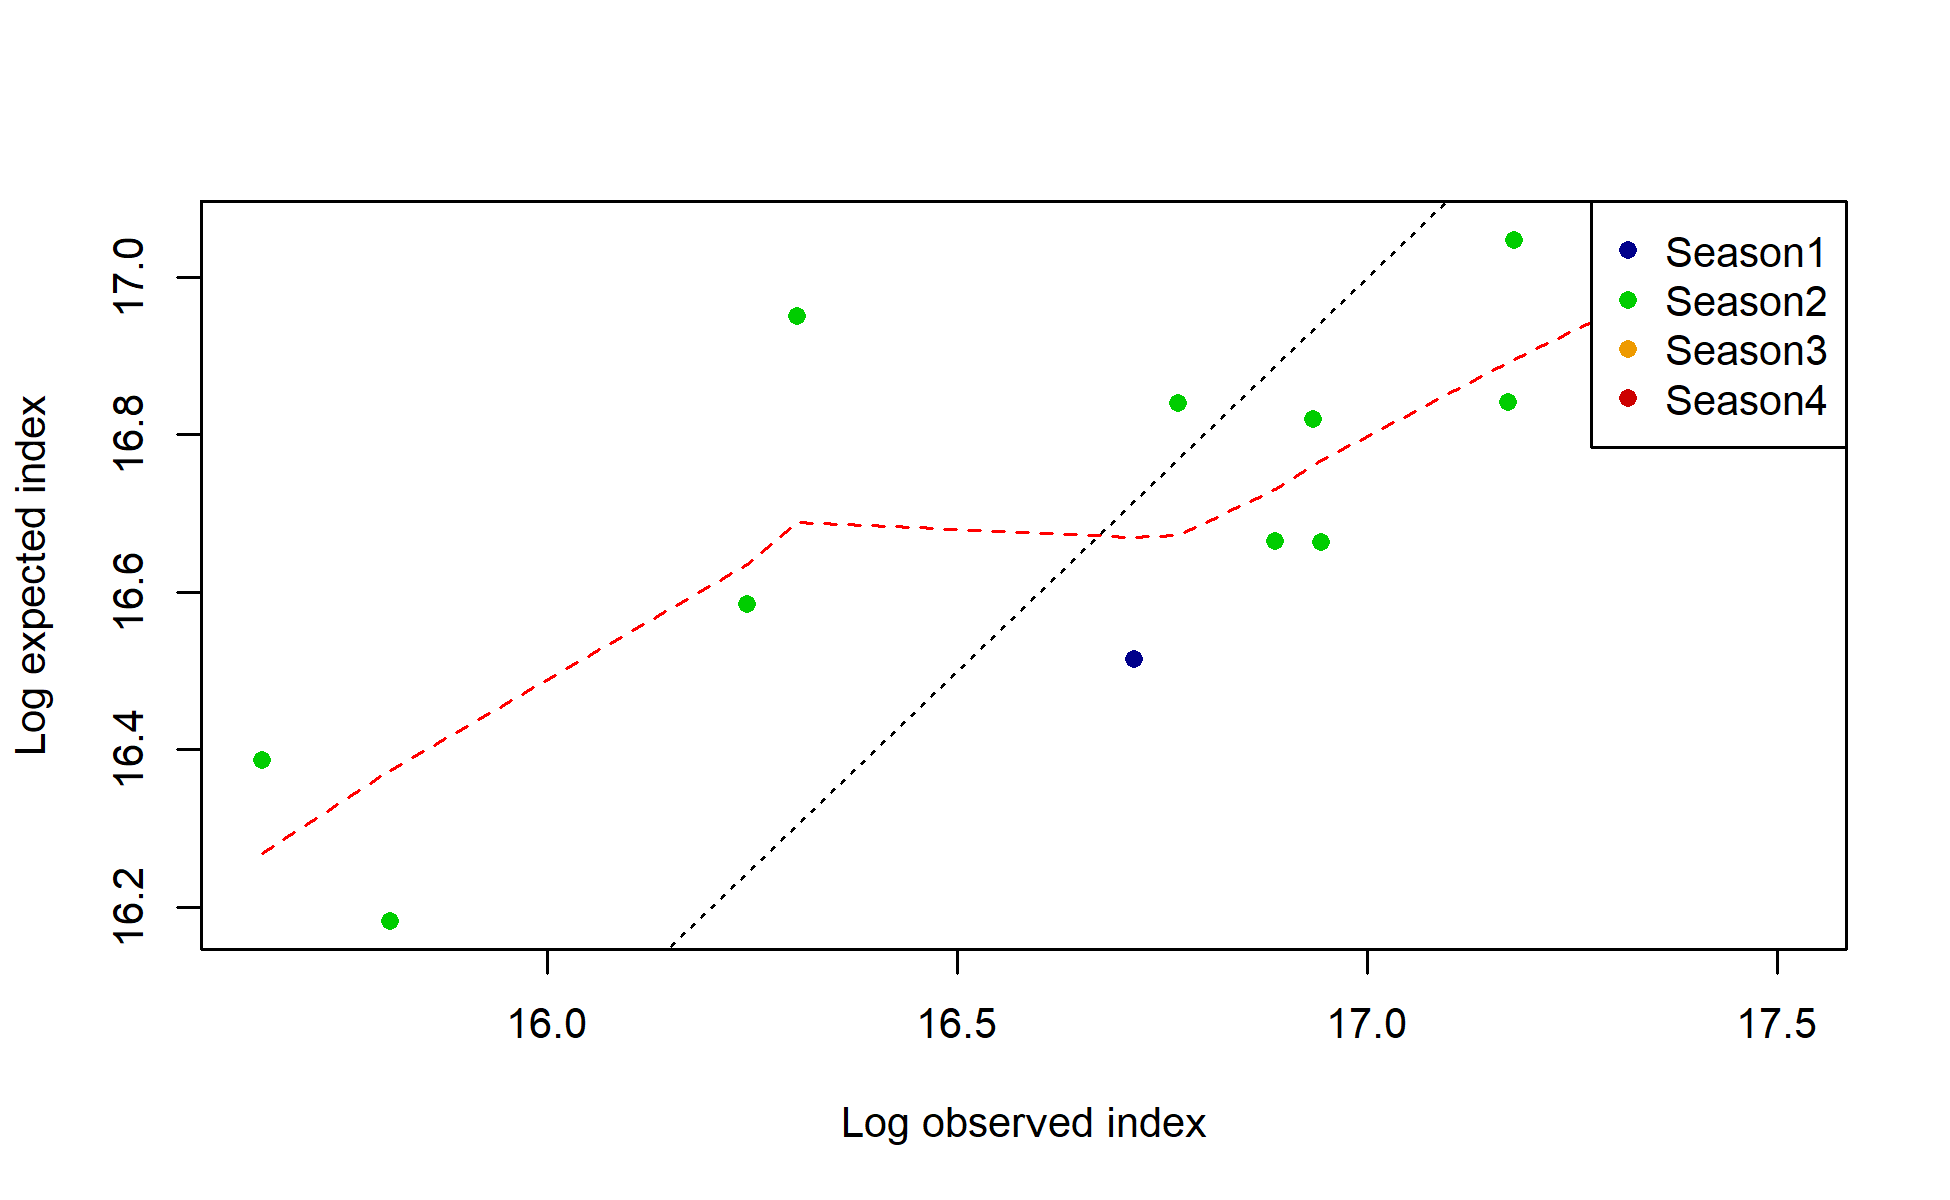 Season1
Season2
Season3
Season4
Log expected index
17.0
16.8
16.6
16.4
16.2
16.0 16.5 17.0 17.5
Log observed index